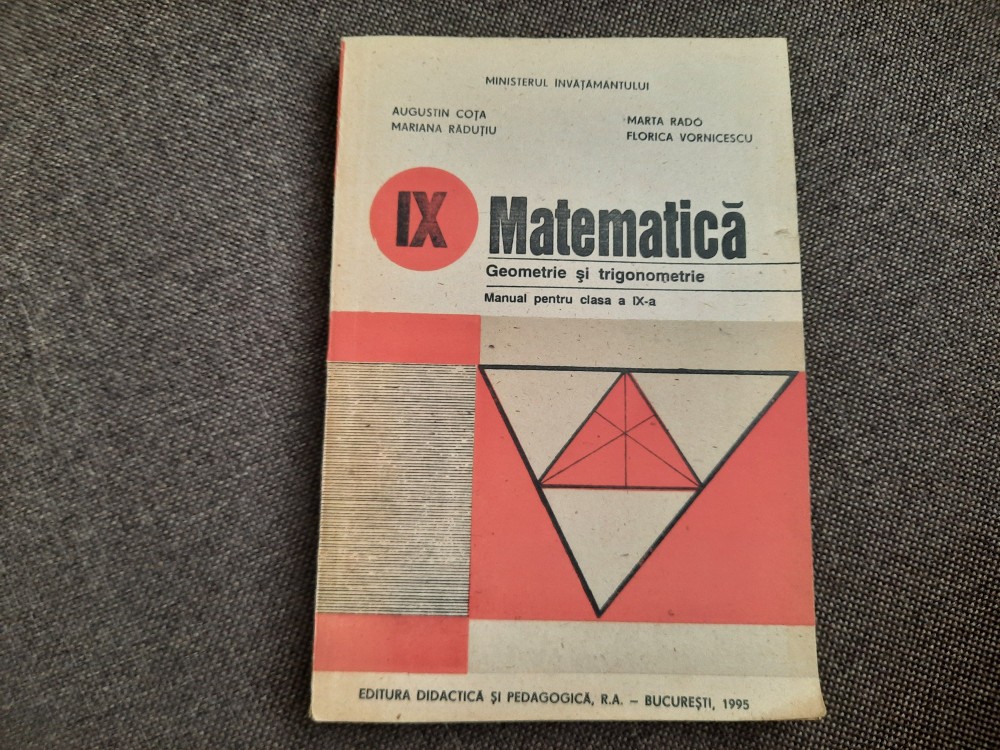 MINISTERUL ÎNVĂŢĂMÂNTULUI
AUGUSTIN COŢA
MARIANA RĂDUŢIU
MARTA RADÓ
FLORICA VORNICESCU
IX
Matematică
Geometrie şi trigonometrie
Manual pentru clasa a IX-a
EDITURA DIDACTICĂ ŞI PEDAGOGICĂ, R.A. – BUCUREŞTI, 1995